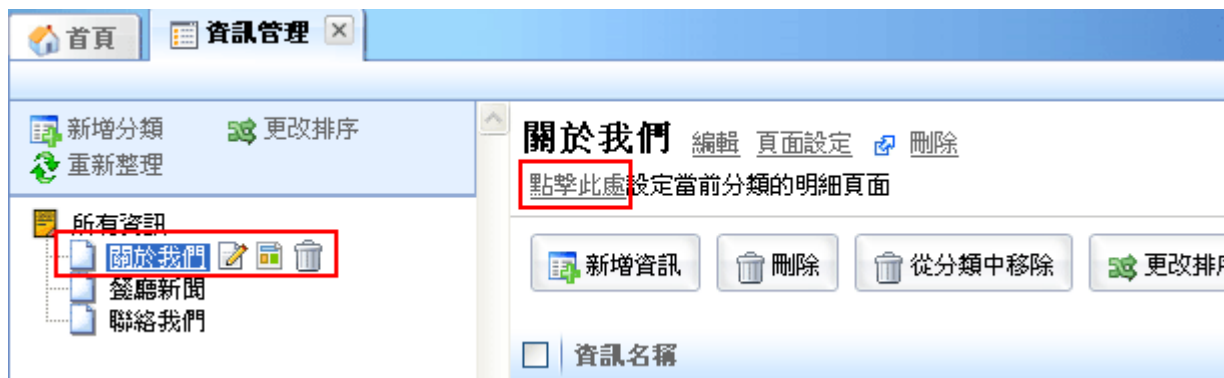 首頁 資訊管理
新增分類 更改排序
重新整理
所有資訊
關於我們
餐廳新聞
聯絡我們
關於我們 編輯 頁面設定 刪除
點擊此處設定當前分類的明細頁面
新增資訊 刪除 從分類中移除 更改排序
資訊名稱